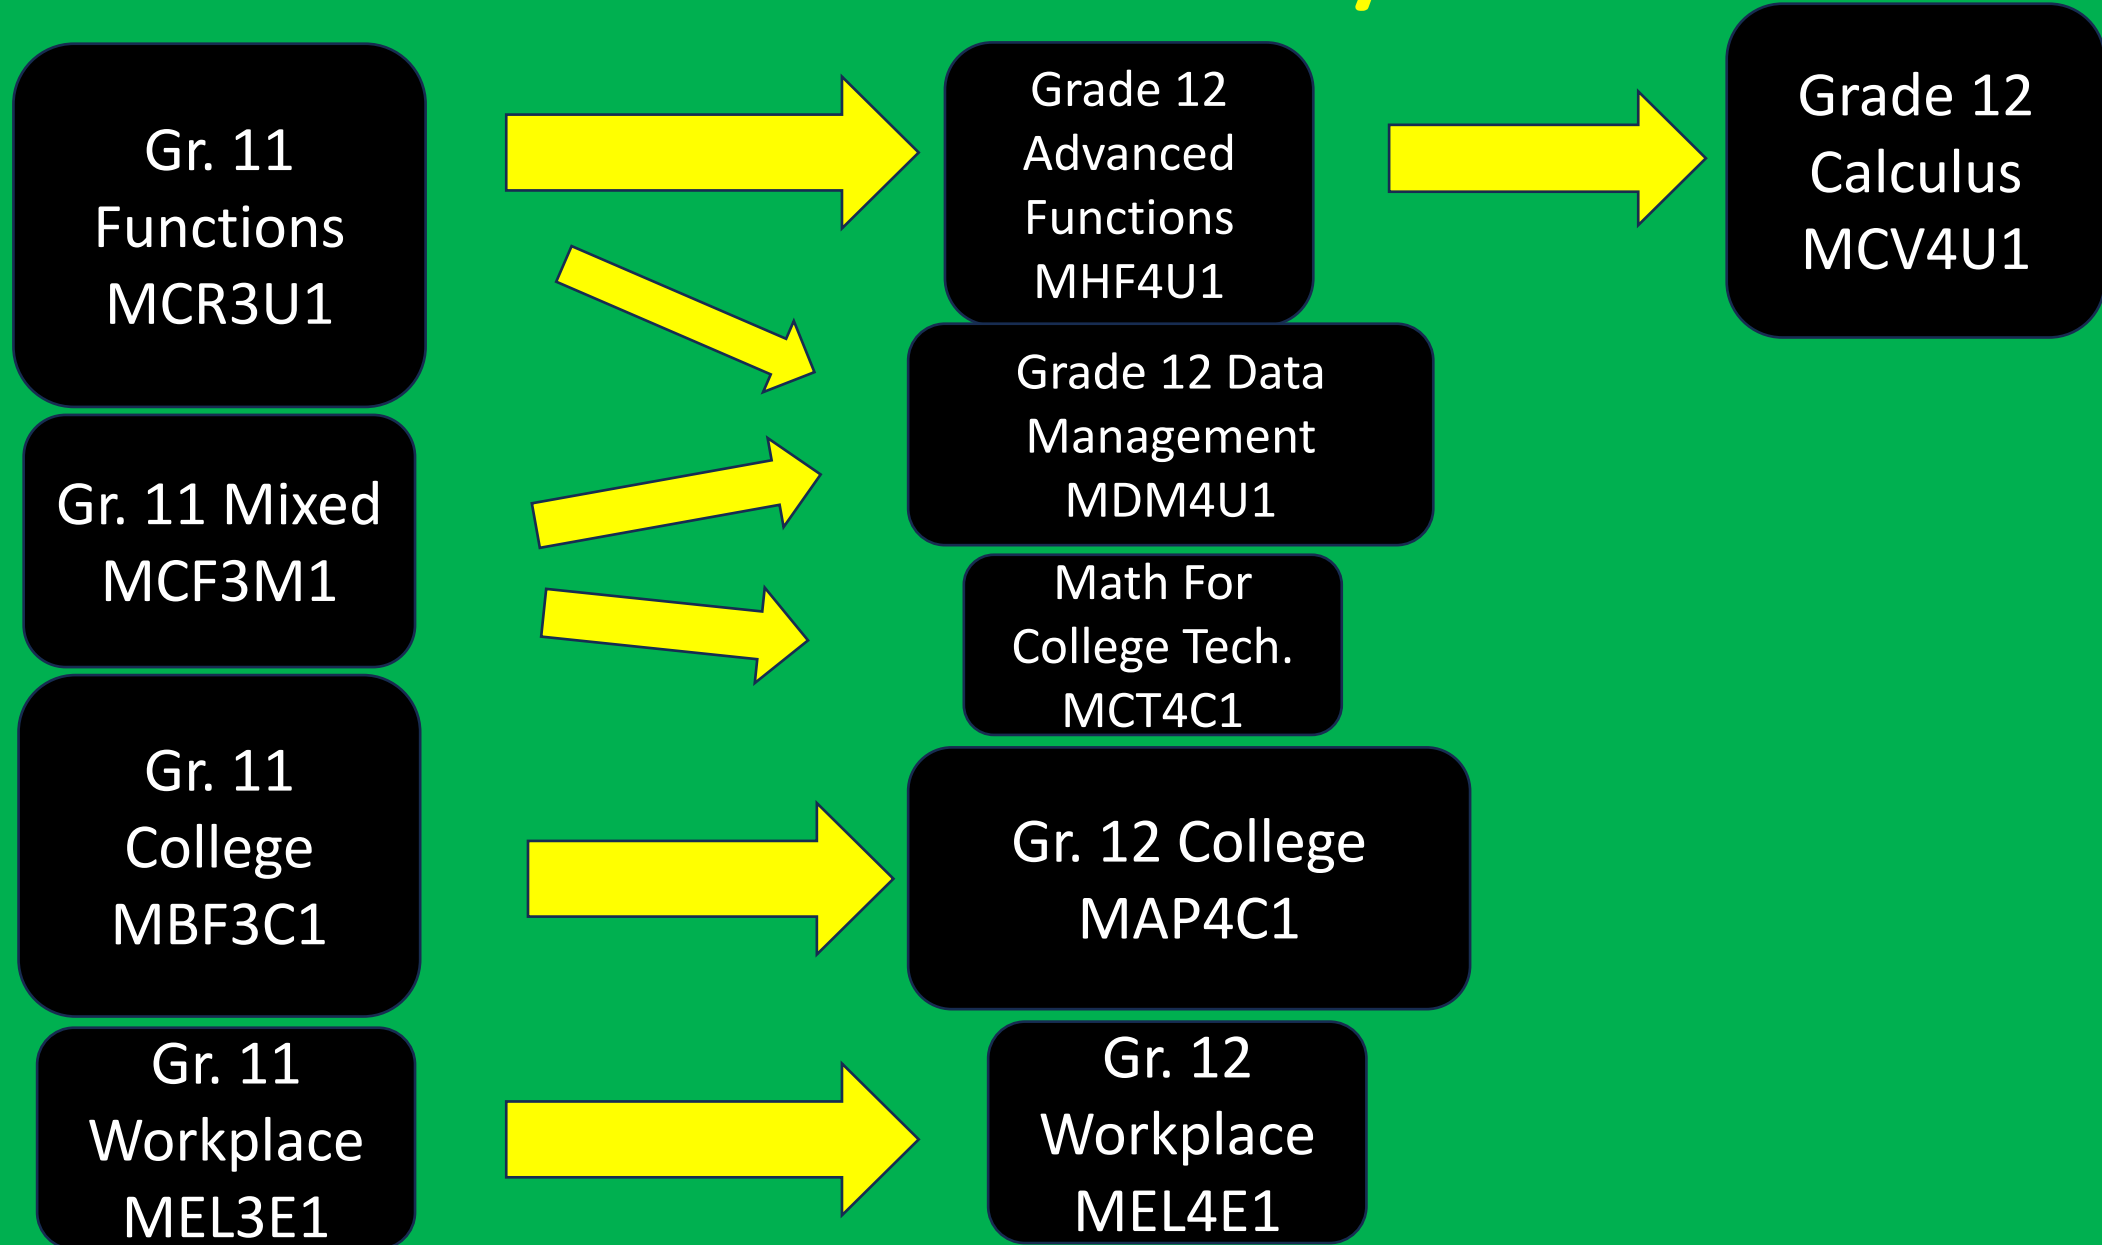 Gr. 11
Functions
MCR3U1
Grade 12
Advanced
Functions
MHF4U1
Grade 12
Calculus
MCV4U1
Gr. 11 Mixed
MCF3M1
Grade 12 Data
Management
MDM4U1
Math For
College Tech.
MCT4C1
Gr. 11
College
MBF3C1
Gr. 12 College
MAP4C1
Gr. 11
Workplace
MEL3E1
Gr. 12
Workplace
MEL4E1